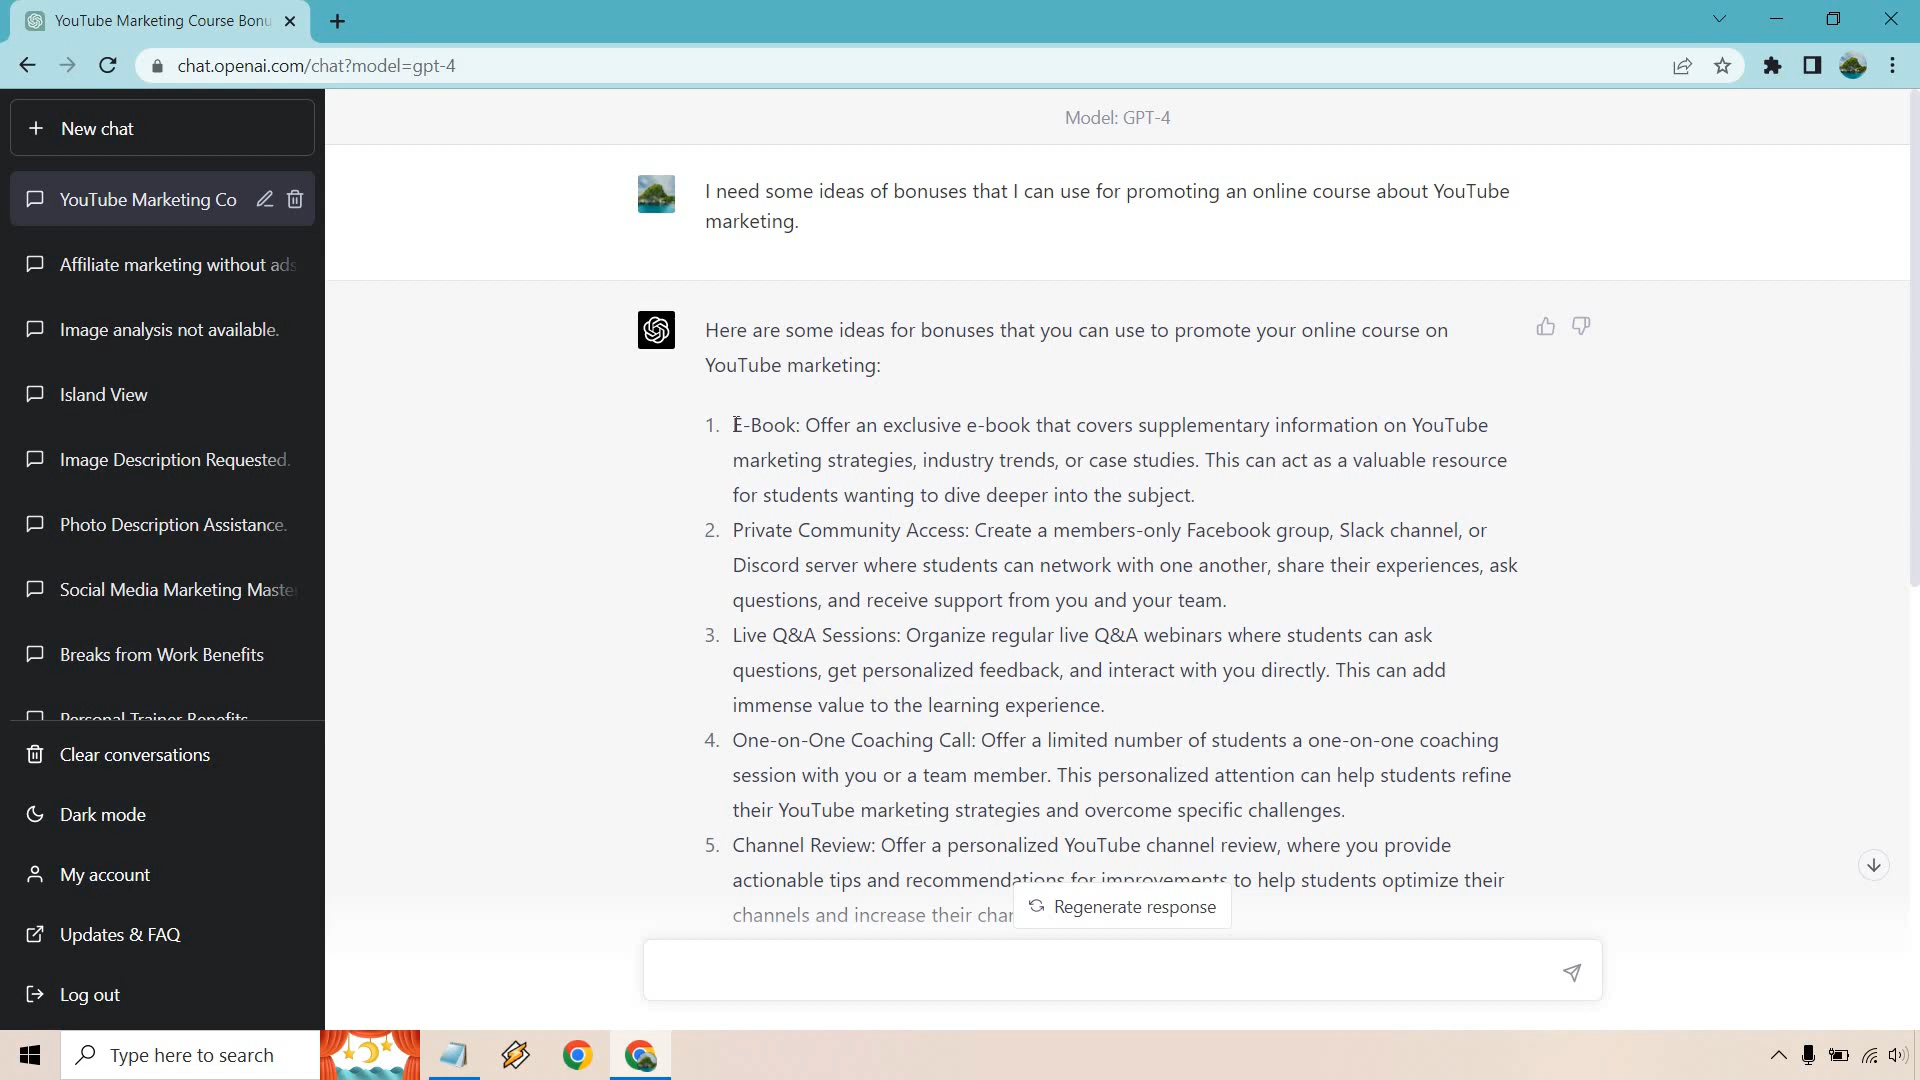 YouTube Marketing Course Bonu
chat.openai.com/chat?model=gpt-4
New chat
YouTube Marketing Co
Affiliate marketing without ads
Image analysis not available.
Island View
Image Description Requested.
Photo Description Assistance.
Social Media Marketing Maste
Breaks from Work Benefits
Personal Trainer Benefits
Clear conversations
Dark mode
My account
Updates & FAQ
Log out
Model: GPT-4
I need some ideas of bonuses that I can use for promoting an online course about YouTube
marketing.
Here are some ideas for bonuses that you can use to promote your online course on
YouTube marketing:
1. E-Book: Offer an exclusive e-book that covers supplementary information on YouTube
marketing strategies, industry trends, or case studies. This can act as a valuable resource
for students wanting to dive deeper into the subject.
2. Private Community Access: Create a members-only Facebook group, Slack channel, or
Discord server where students can network with one another, share their experiences, ask
questions, and receive support from you and your team.
3. Live Q&A Sessions: Organize regular live Q&A webinars where students can ask
questions, get personalized feedback, and interact with you directly. This can add
immense value to the learning experience.
4. One-on-One Coaching Call: Offer a limited number of students a one-on-one coaching
session with you or a team member. This personalized attention can help students refine
their YouTube marketing strategies and overcome specific challenges.
5. Channel Review: Offer a personalized YouTube channel review, where you provide
actionable tips and recommendations for improvements to help students optimize their
channels and increase their chan
Regenerate response
Type here to search